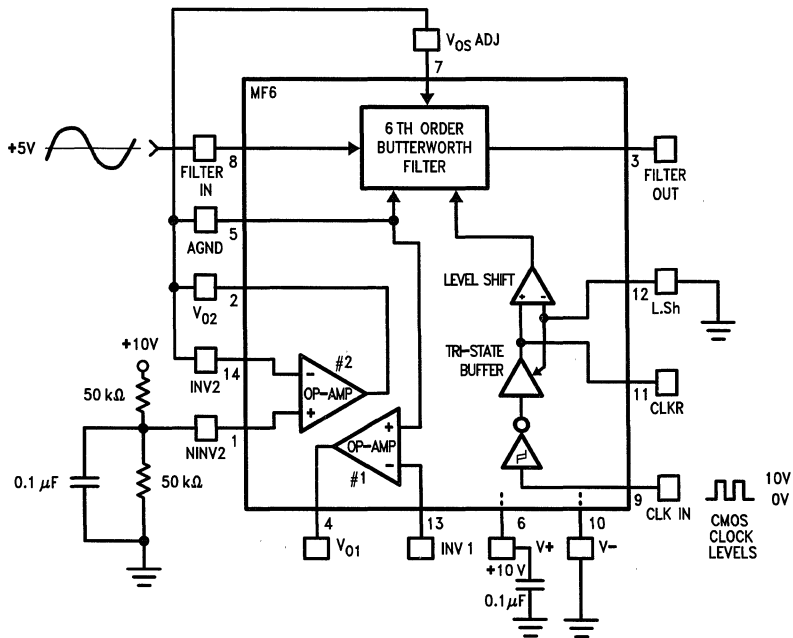 V_OS ADJ
7
MF6
6 TH ORDER
BUTTERWORTH
FILTER
+5V
8
FILTER
IN
3
FILTER
OUT
5
AGND
LEVEL SHIFT
+ -
12
L.Sh
2
V_O2
+10V
#2
TRI-STATE
BUFFER
14
INV2
-
OP-AMP
+
50 kΩ
11
CLKR
NINV2
1
+
OP-AMP
-
#1
0.1 μF
50 kΩ
9
CLK IN
10V
0V
CMOS
CLOCK
LEVELS
4
13
6
10
V_O1
INV 1
V+
V-
+10 V
0.1μF